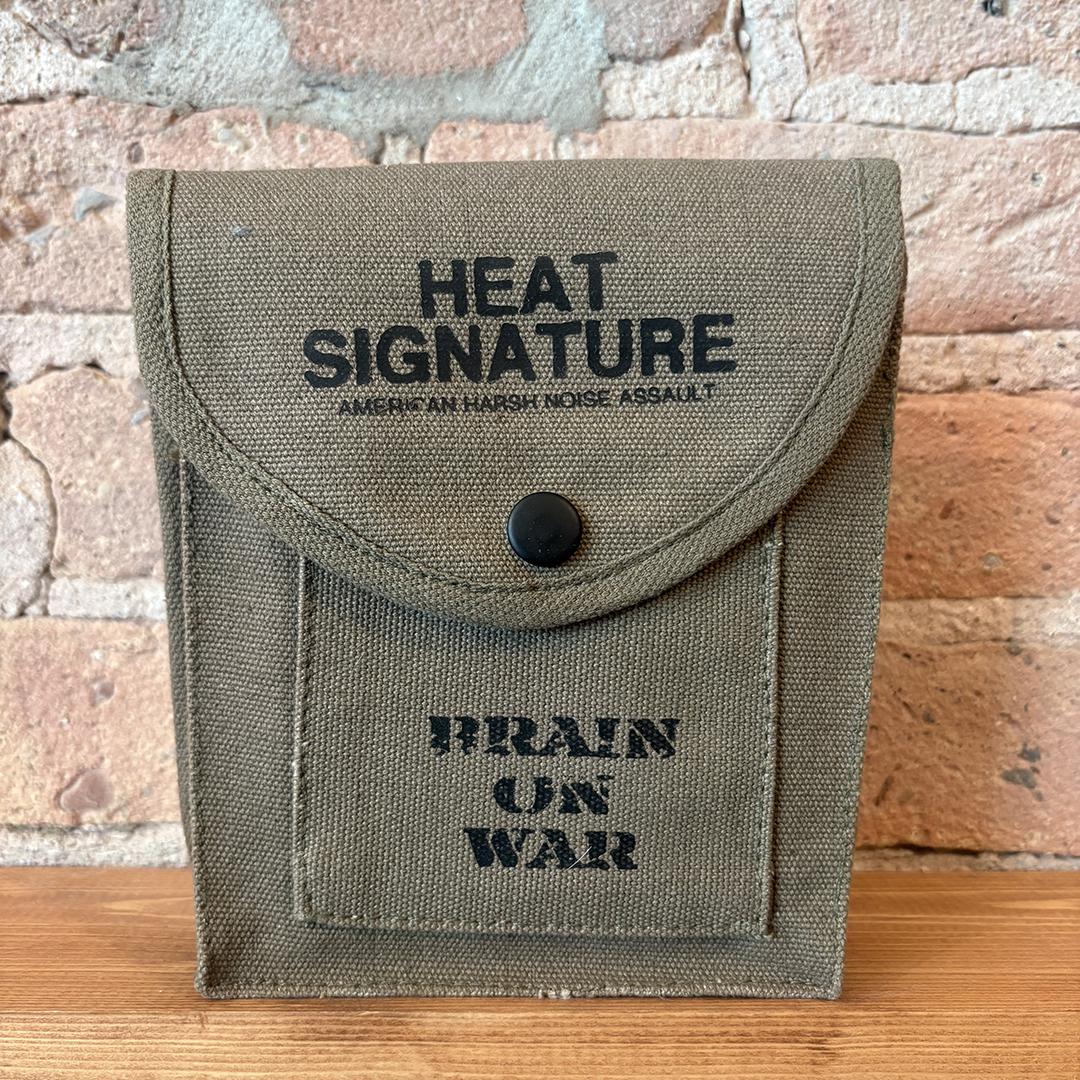 HEAT
SIGNATURE
AMERICAN HARSH NOISE ASSAULT
BRAIN
ON
WAR